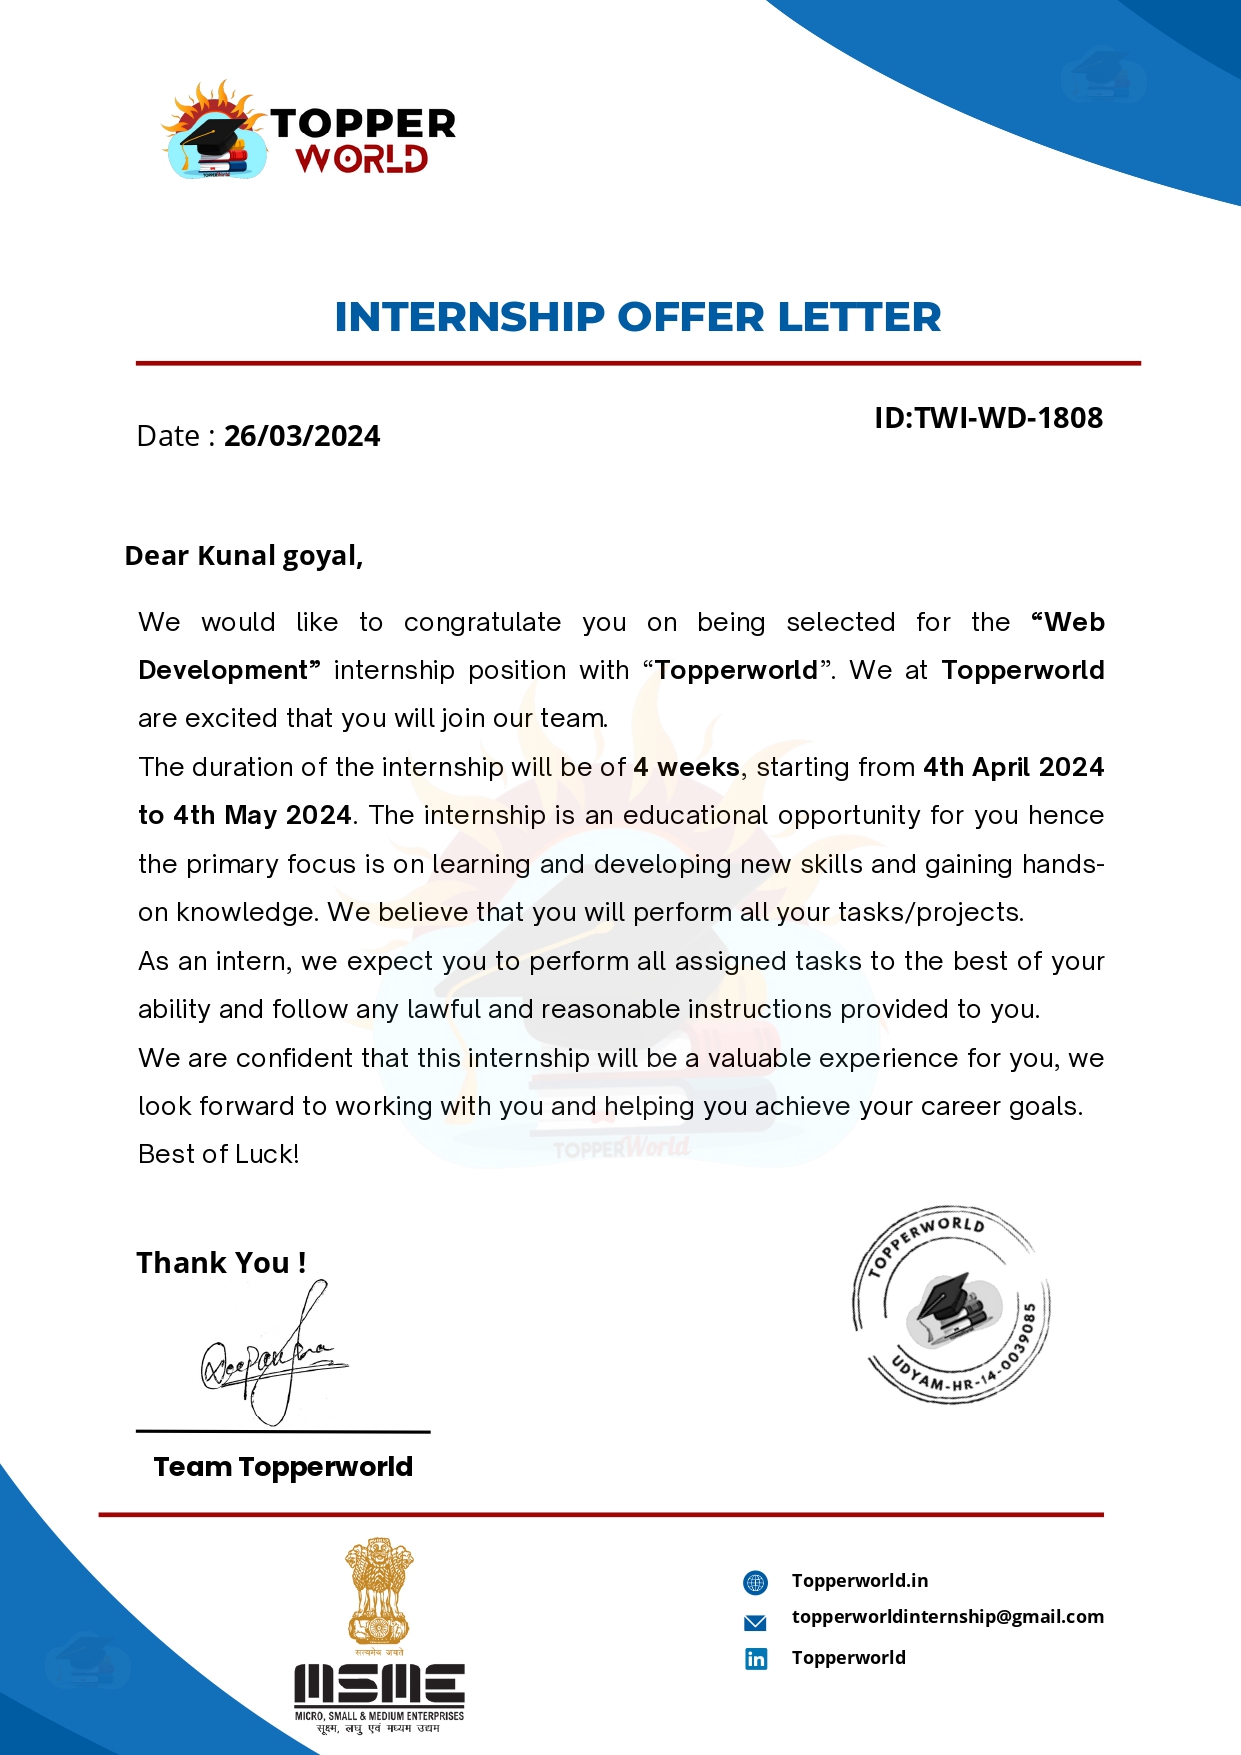 TOPPER
WORLD
TOPPERWORLD
INTERNSHIP OFFER LETTER
ID:TWI-WD-1808
Date : 26/03/2024
Dear Kunal goyal,
We would like to congratulate you on being selected for the “Web
Development” internship position with “Topperworld”. We at Topperworld
are excited that you will join our team.
The duration of the internship will be of 4 weeks, starting from 4th April 2024
to 4th May 2024. The internship is an educational opportunity for you hence
the primary focus is on learning and developing new skills and gaining hands-
on knowledge. We believe that you will perform all your tasks/projects.
As an intern, we expect you to perform all assigned tasks to the best of your
ability and follow any lawful and reasonable instructions provided to you.
We are confident that this internship will be a valuable experience for you, we
look forward to working with you and helping you achieve your career goals.
TOPPERWorld
Best of Luck!
TOPPERWORLD
UDYAM-HR-14-0039085
Thank You !
Deepanjna
Team Topperworld
सत्यमेव जयते
MSME
MICRO, SMALL & MEDIUM ENTERPRISES
सूक्ष्म, लघु एवं मध्यम उद्यम
Topperworld.in
topperworldinternship@gmail.com
in
Topperworld